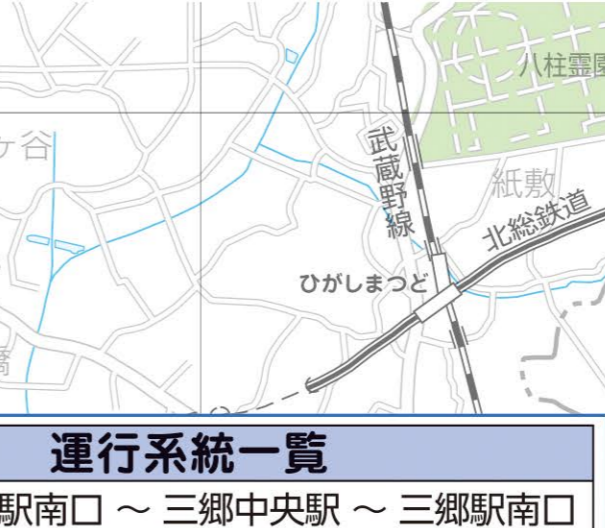 八柱霊園
ケ谷
武蔵野線
紙敷
北総鉄道
ひがしまつど
橋
運行系統一覧
駅南口 ～ 三郷中央駅 ～ 三郷駅南口